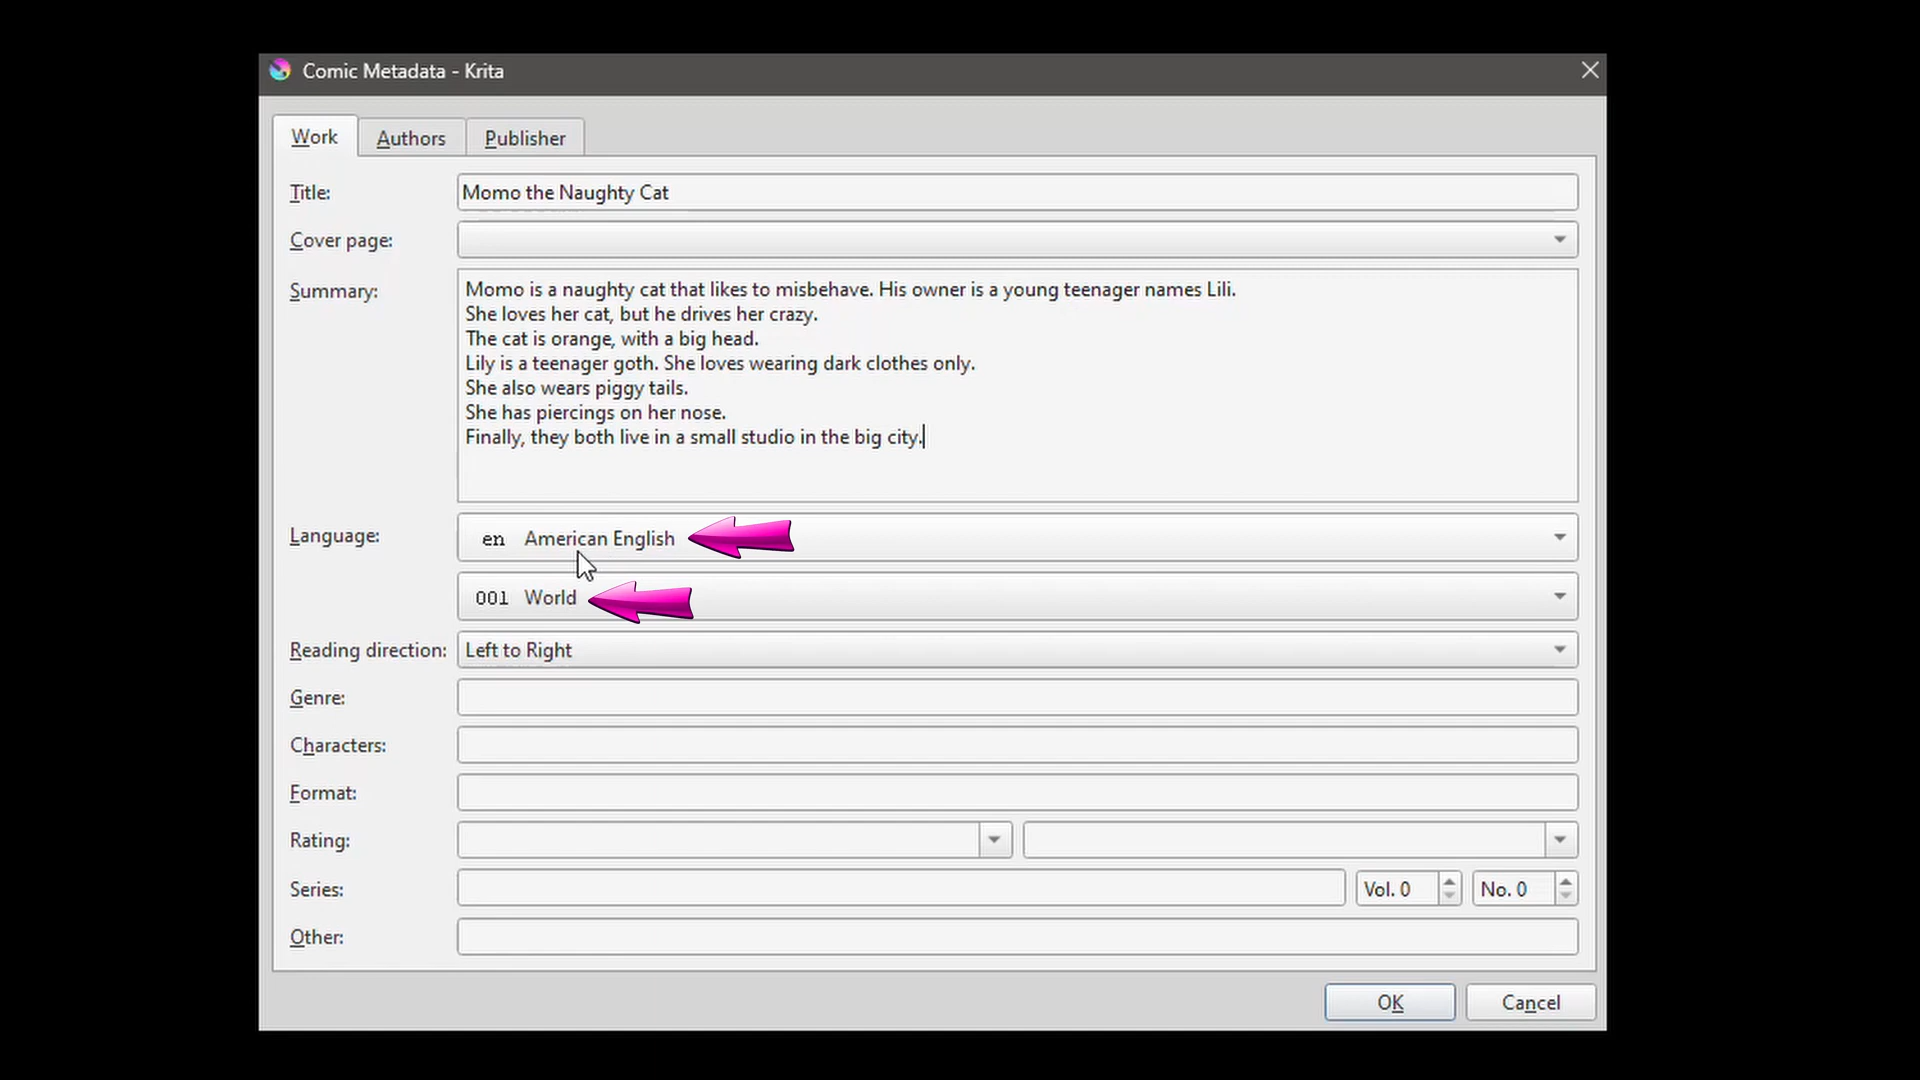 Comic Metadata - Krita
Work Authors Publisher
Title: Momo the Naughty Cat
Cover page:
Summary: Momo is a naughty cat that likes to misbehave. His owner is a young teenager names Lili.
She loves her cat, but he drives her crazy.
The cat is orange, with a big head.
Lily is a teenager goth. She loves wearing dark clothes only.
She also wears piggy tails.
She has piercings on her nose.
Finally, they both live in a small studio in the big city.
Language: en American English
001 World
Reading direction: Left to Right
Genre:
Characters:
Format:
Rating:
Series: Vol. 0 No. 0
Other:
OK Cancel